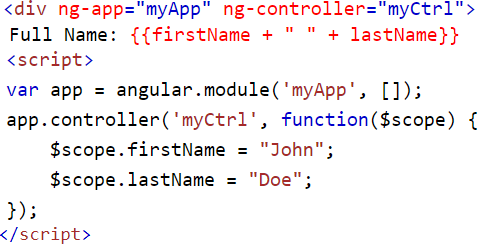 <div ng-app="myApp" ng-controller="myCtrl">
Full Name: {{firstName + " " + lastName}}
<script>
var app = angular.module('myApp', []);
app.controller('myCtrl', function($scope) {
    $scope.firstName = "John";
    $scope.lastName = "Doe";
});
</script>